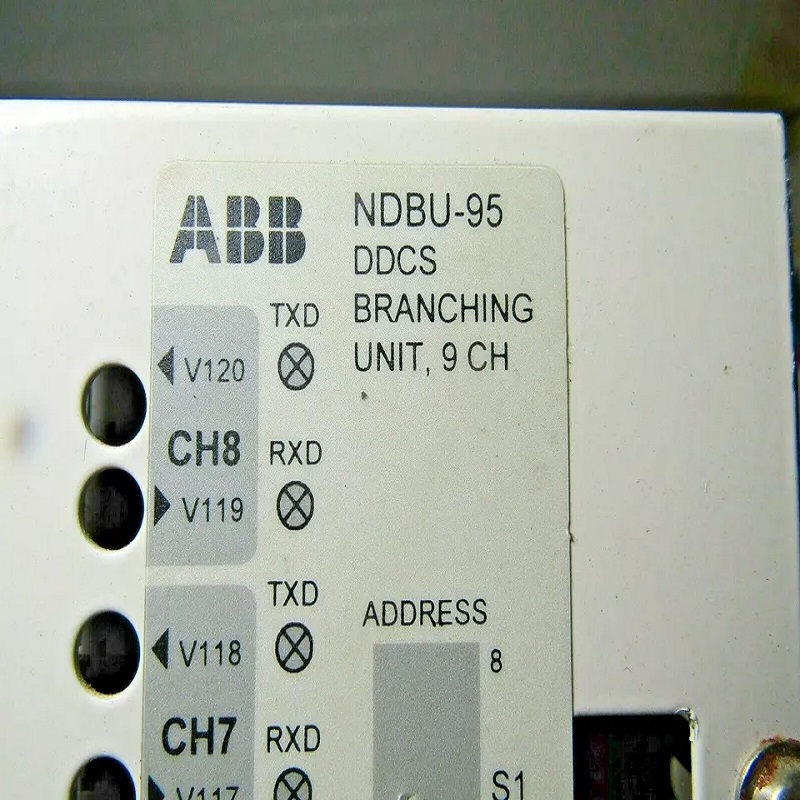 ABB
NDBU-95
DDCS
BRANCHING
UNIT, 9 CH
TXD
V120
CH8
RXD
V119
TXD
V118
CH7
RXD
V117
ADDRESS
8
S1